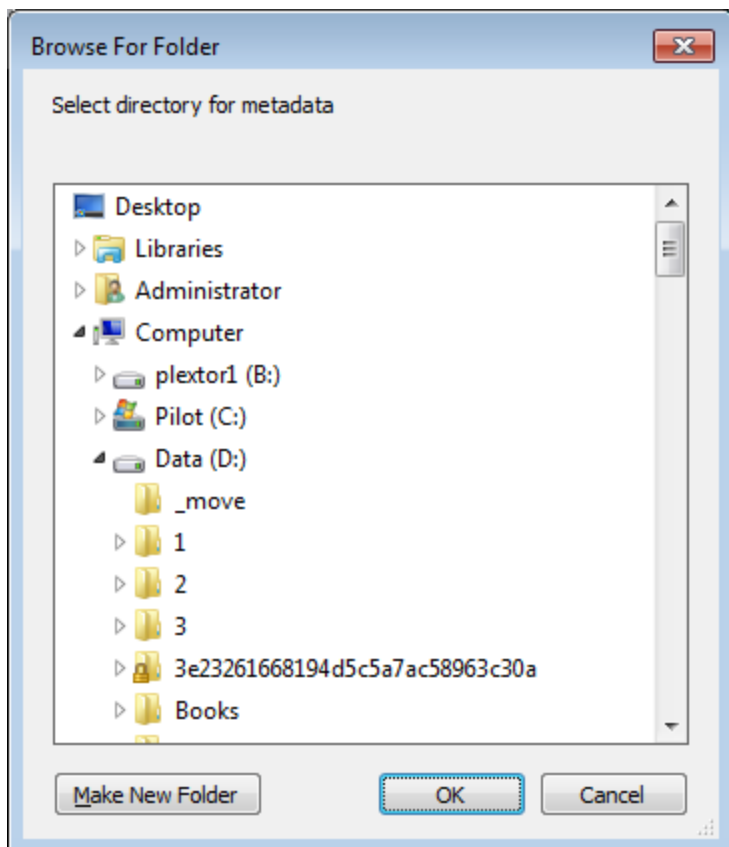 Browse For Folder
Select directory for metadata
Desktop
Libraries
Administrator
Computer
plextor1 (B:)
Pilot (C:)
Data (D:)
_move
1
2
3
3e23261668194d5c5a7ac58963c30a
Books
Make New Folder
OK
Cancel